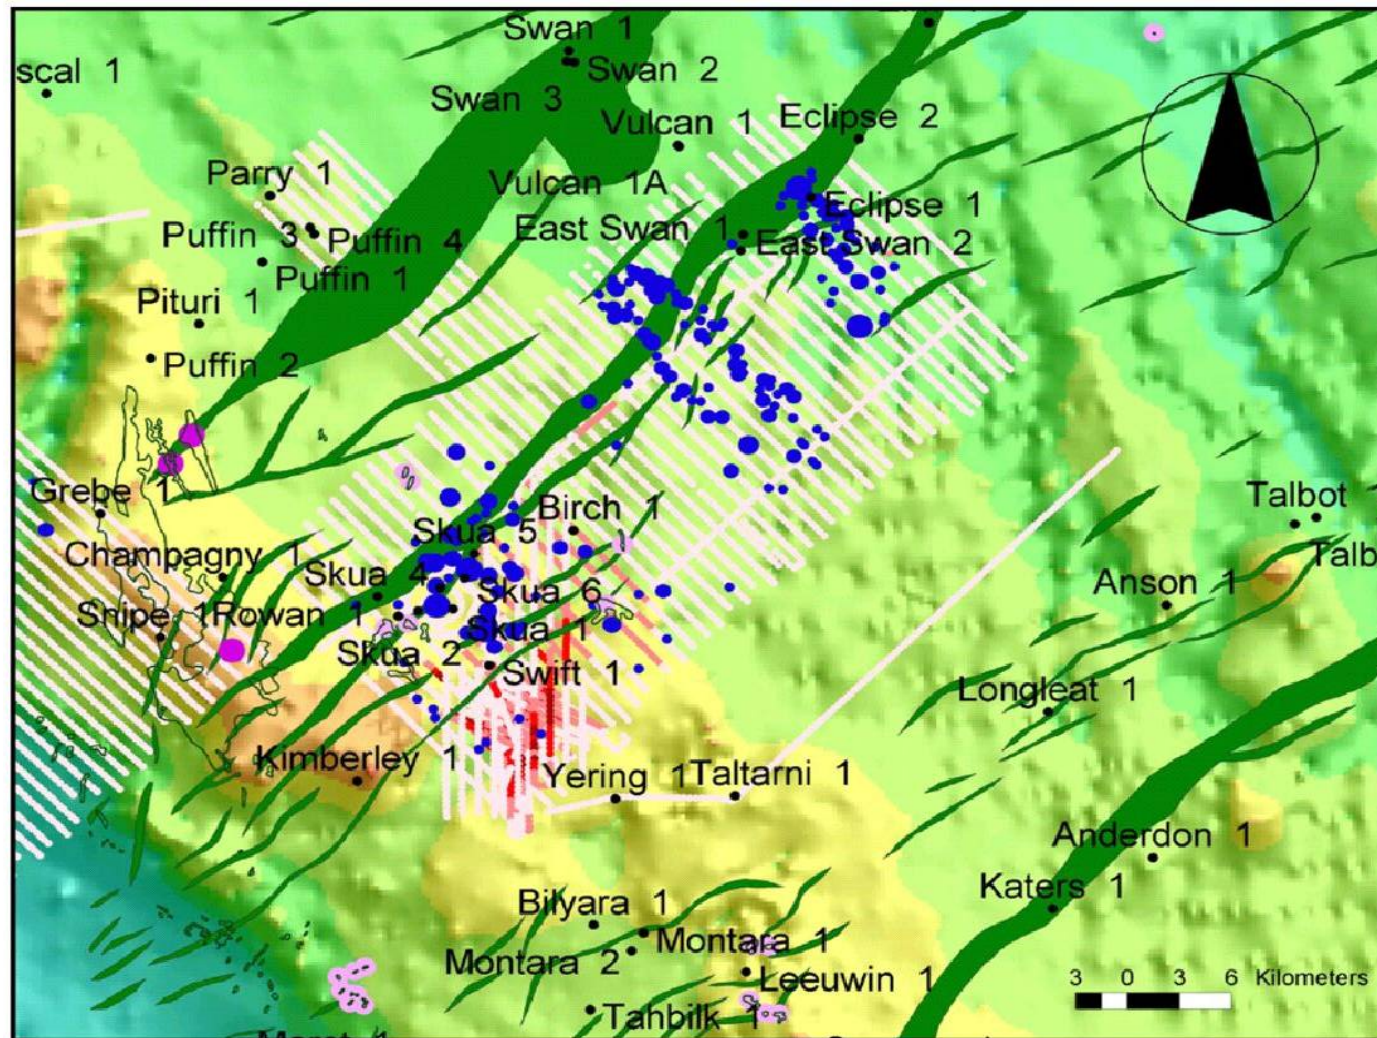 Swan 1
Swan 2
scal 1
Swan 3
Vulcan 1
Eclipse 2
Parry 1
Vulcan 1A
Eclipse 1
East Swan 1
Puffin 3
Puffin 4
East Swan 2
Puffin 1
Pituri 1
Puffin 2
Grebe 1
Birch 1
Talbot
Skua 5
Champagny 1
Talb
Skua 4
Skua 6
Anson 1
Snipe 1
Rowan 1
Skua 1
Skua 2
Swift 1
Longleat 1
Kimberley 1
Yering 1
Taltarni 1
Anderdon 1
Katers 1
Bilyara 1
Montara 1
Montara 2
Leeuwin 1
3 0 3 6 Kilometers
Tahbilk 1